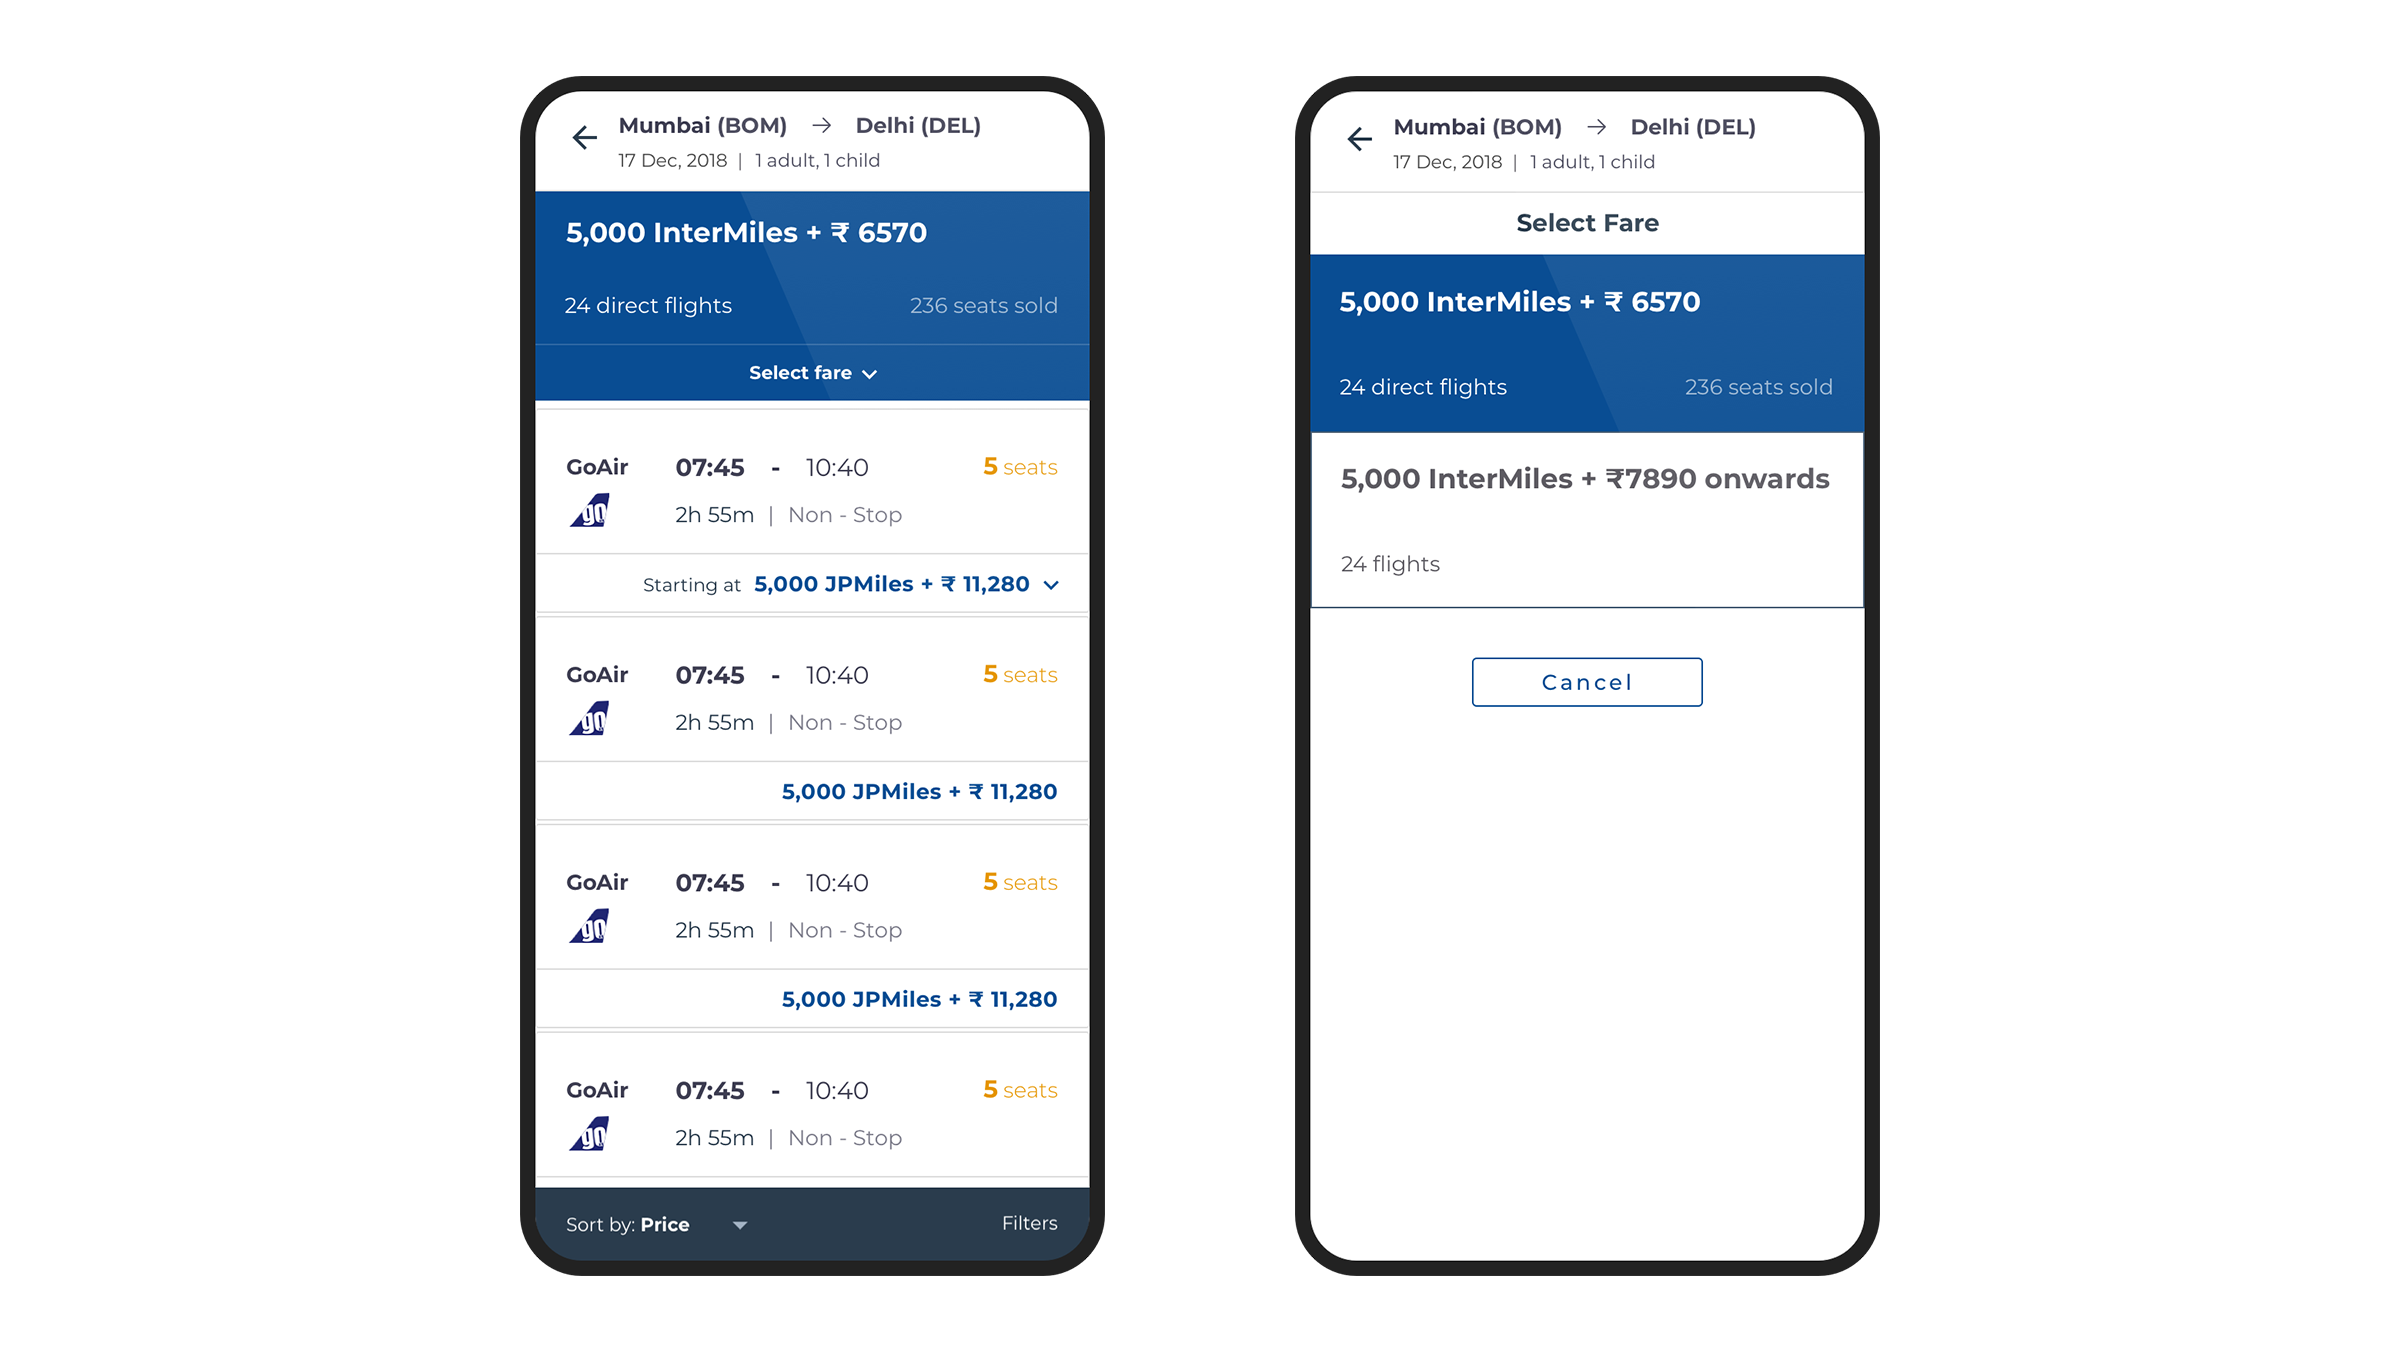 Mumbai (BOM) → Delhi (DEL)
17 Dec, 2018 | 1 adult, 1 child
5,000 InterMiles + ₹ 6570
24 direct flights 236 seats sold
Select fare
GoAir 07:45 - 10:40 5 seats
go 2h 55m | Non - Stop
Starting at 5,000 JPMiles + ₹ 11,280
GoAir 07:45 - 10:40 5 seats
go 2h 55m | Non - Stop
5,000 JPMiles + ₹ 11,280
GoAir 07:45 - 10:40 5 seats
go 2h 55m | Non - Stop
5,000 JPMiles + ₹ 11,280
GoAir 07:45 - 10:40 5 seats
go 2h 55m | Non - Stop
Sort by: Price Filters
Mumbai (BOM) → Delhi (DEL)
17 Dec, 2018 | 1 adult, 1 child
Select Fare
5,000 InterMiles + ₹ 6570
24 direct flights 236 seats sold
5,000 InterMiles + ₹7890 onwards
24 flights
Cancel